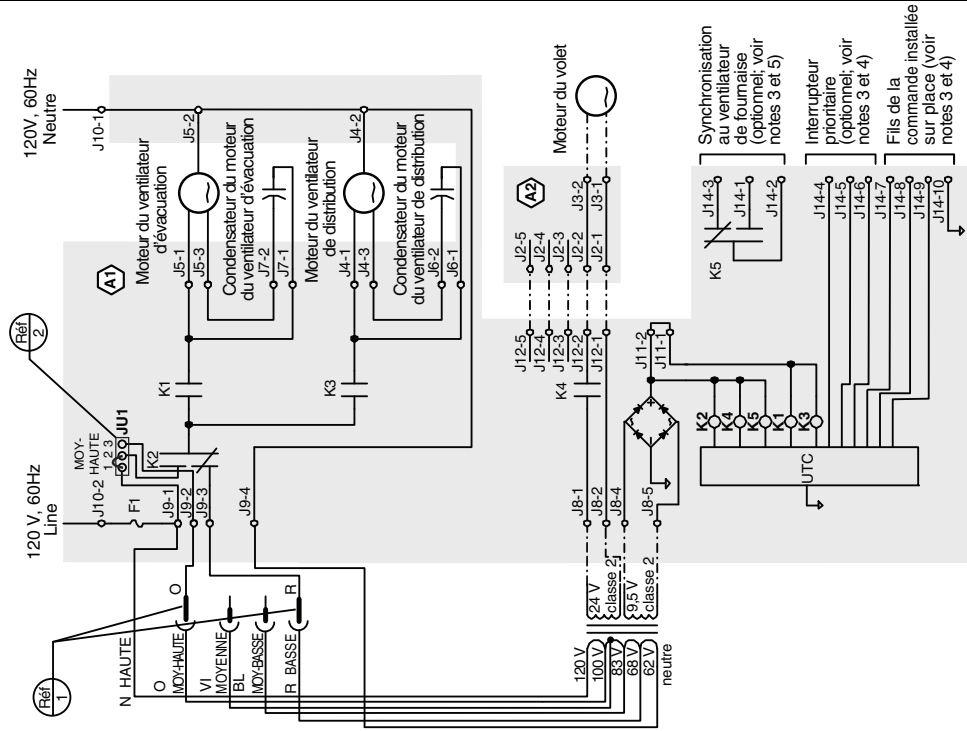 120V, 60Hz
Neutre
J10-1
J5-2
J4-2
A1
Moteur du ventilateur
d'évacuation
J5-1
J5-3
Condensateur du moteur
du ventilateur d'évacuation
J7-2
J7-1
Moteur du ventilateur
de distribution
J4-1
J4-3
Condensateur du moteur
du ventilateur de distribution
J6-2
J6-1
Réf
2
K1
K3
MOY-
HAUTE
1 2 3
JU1
K2
120 V, 60Hz
Line
J10-2
F1
J9-1
J9-2
J9-3
J9-4
Réf
1
N HAUTE
O
MOY-HAUTE
O
VI
MOYENNE
BL
MOY-BASSE
R BASSE
R
Moteur du volet
A2
J3-2
J3-1
J2-5
J2-4
J2-3
J2-2
J2-1
J12-5
J12-4
J12-3
J12-2
J12-1
K4
J8-1
J8-2
J8-4
J8-5
24 V
classe 2
9,5 V
classe 2
120 V
100 V
83 V
68 V
62 V
neutre
J11-2
J11-1
K2
K4
K5
K1
K3
UTC
K5
J14-3
J14-1
J14-2
J14-4
J14-5
J14-6
J14-7
J14-8
J14-9
J14-10
Synchronisation
au ventilateur
de fournaise
(optionnel; voir
notes 3 et 5)
Interrupteur
prioritaire
(optionnel; voir
notes 3 et 4)
Fils de la
commande installée
sur place (voir
notes 3 et 4)